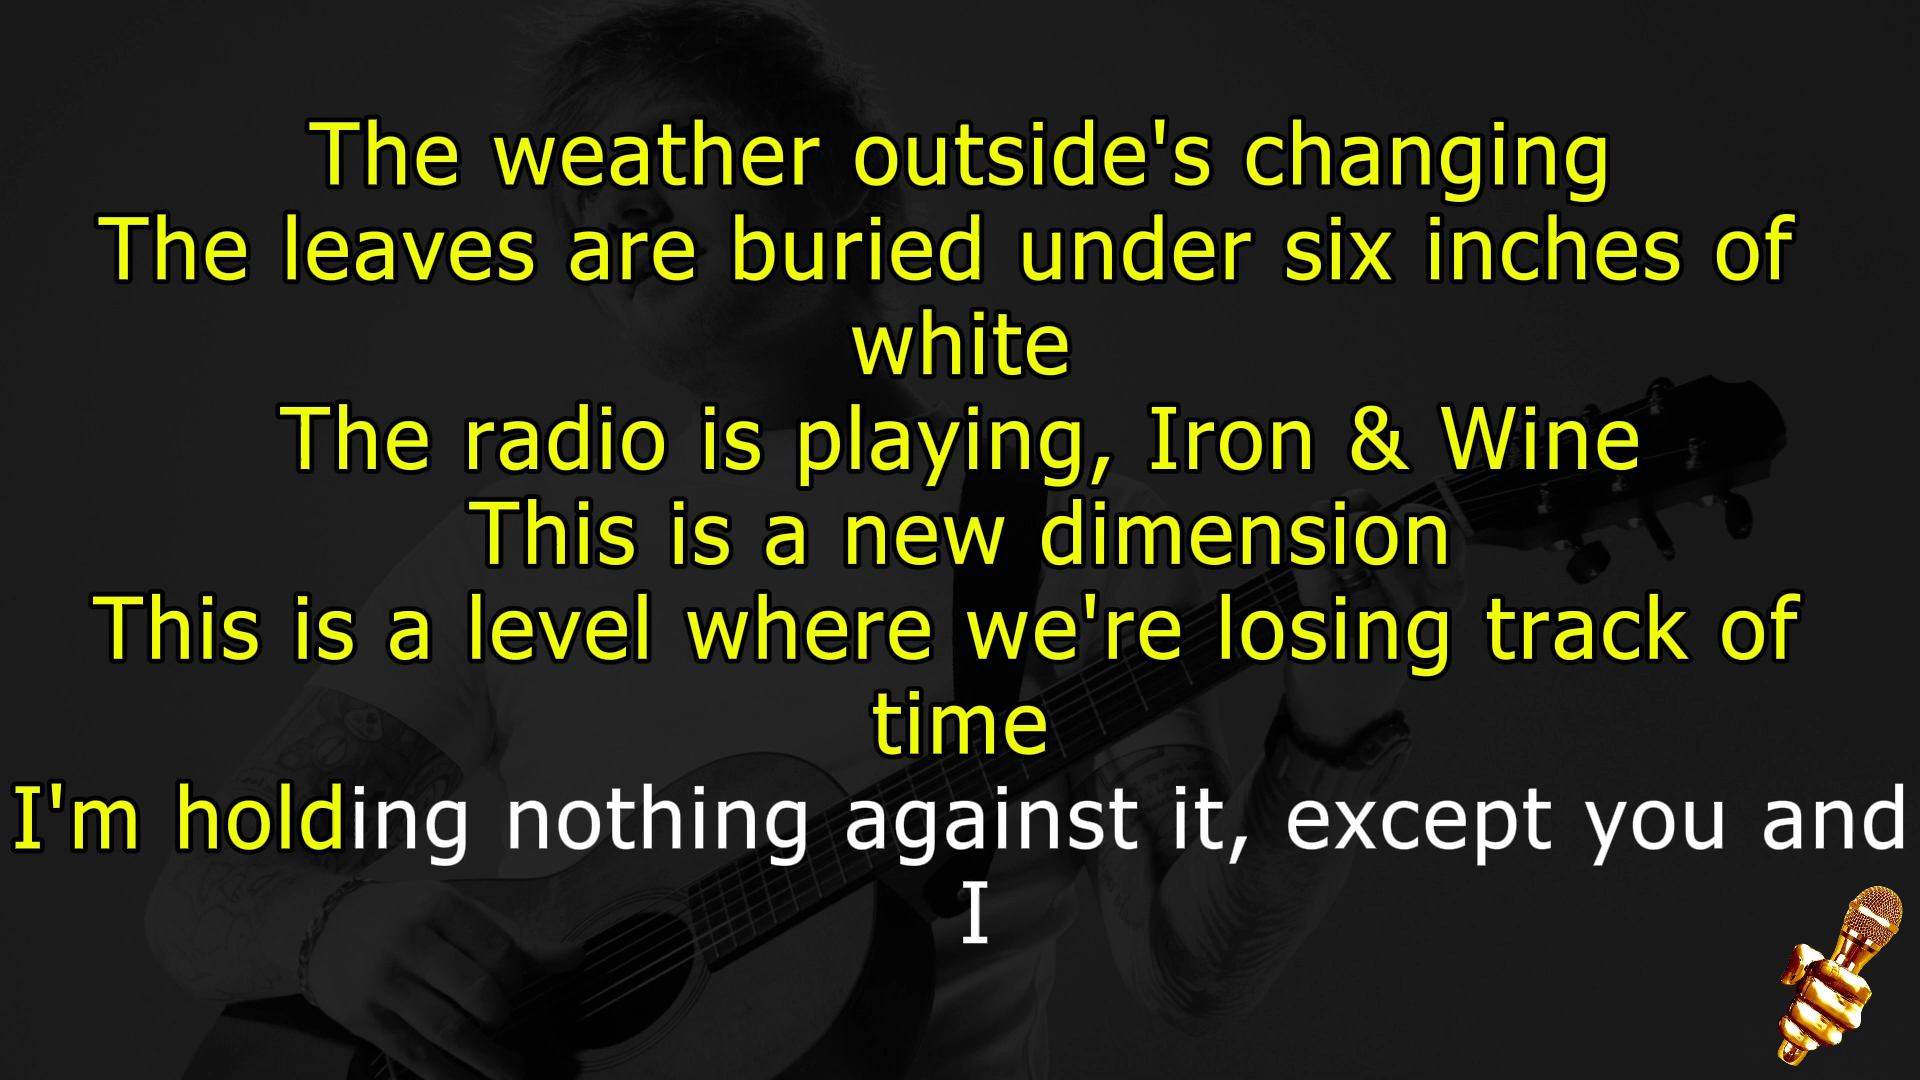 The weather outside's changing
The leaves are buried under six inches of
white
The radio is playing, Iron & Wine
This is a new dimension
This is a level where we're losing track of
time
I'm holding nothing against it, except you and
I